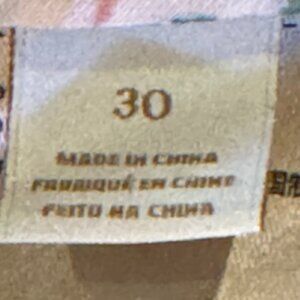 30
MADE IN CHINA
FABRIQUÉ EN CHINE
FEITO NA CHINA